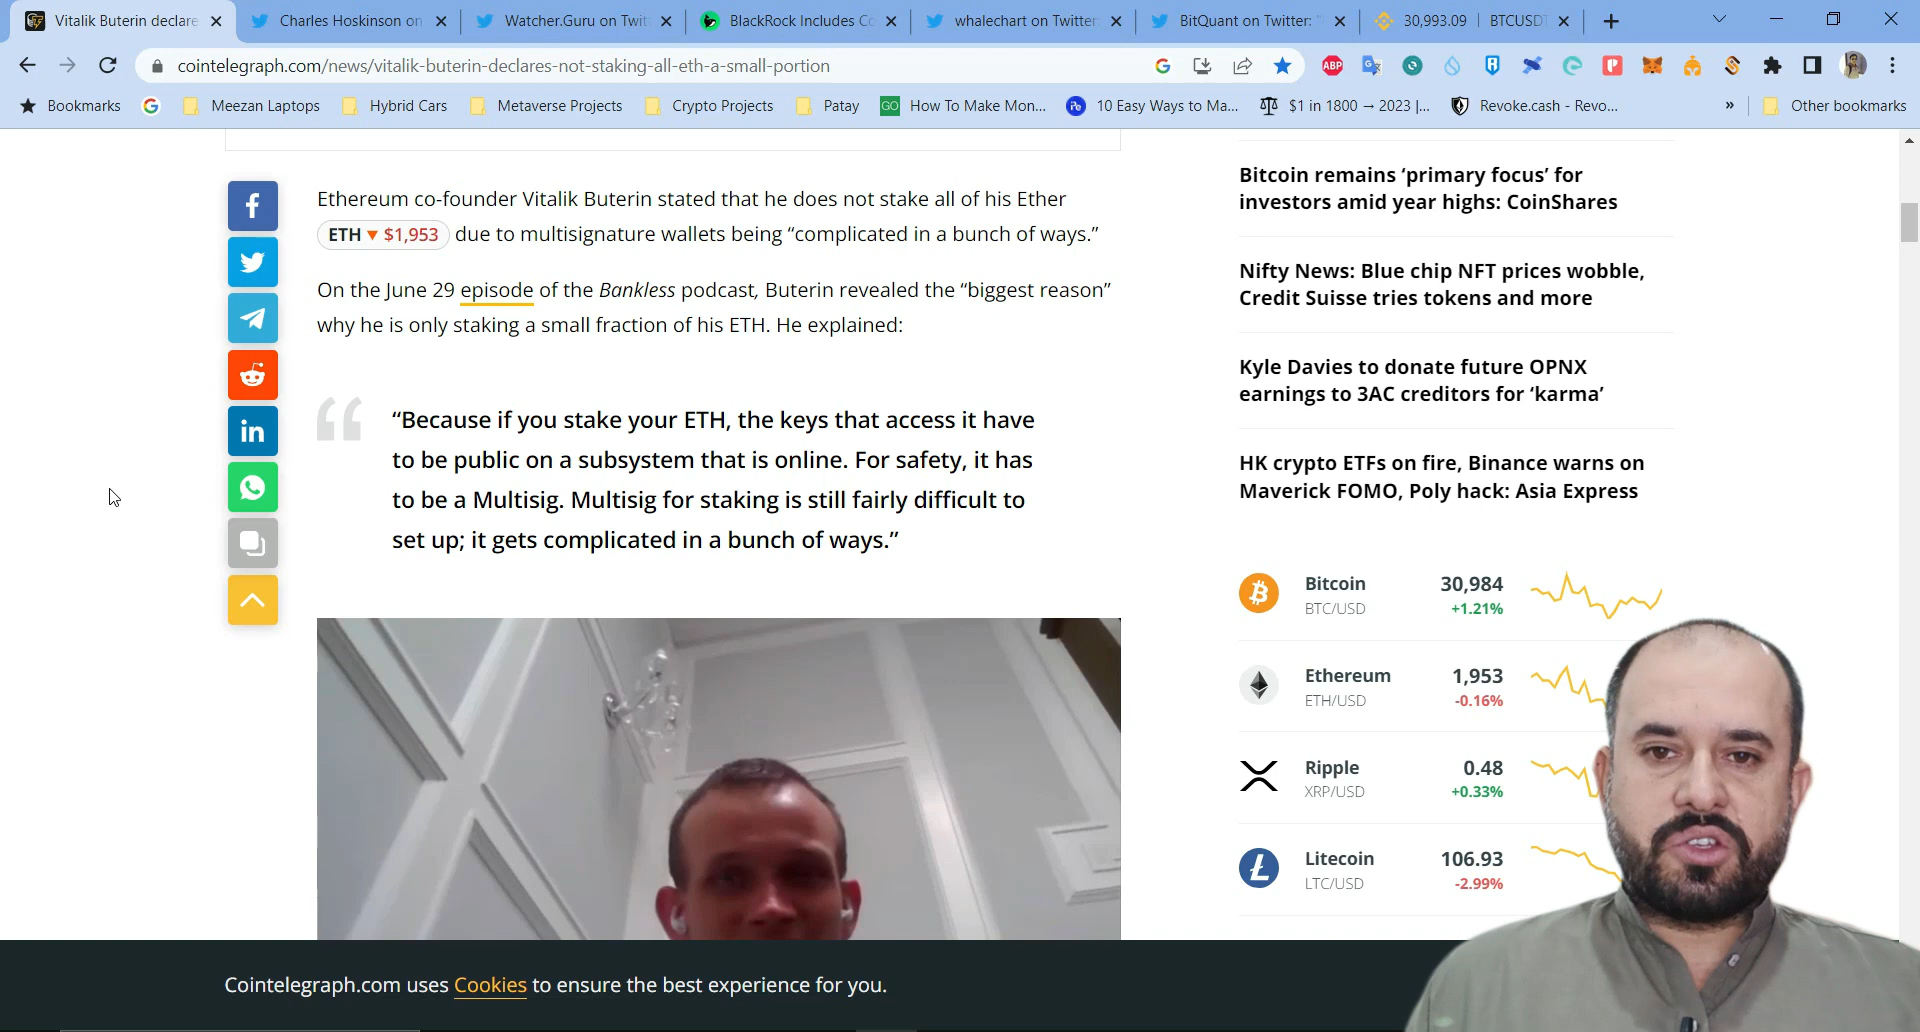 Vitalik Buterin declare
Charles Hoskinson on
Watcher.Guru on Twit
BlackRock Includes Co
whalechart on Twitter:
BitQuant on Twitter: "
30,993.09 | BTCUSDT
cointelegraph.com/news/vitalik-buterin-declares-not-staking-all-eth-a-small-portion
ABP
Bookmarks
Meezan Laptops
Hybrid Cars
Metaverse Projects
Crypto Projects
Patay
GO How To Make Mon...
10 Easy Ways to Ma...
$1 in 1800 → 2023 |...
Revoke.cash - Revo...
»
Other bookmarks
Ethereum co-founder Vitalik Buterin stated that he does not stake all of his Ether
ETH ▼ $1,953 due to multisignature wallets being “complicated in a bunch of ways.”
On the June 29 episode of the Bankless podcast, Buterin revealed the “biggest reason”
why he is only staking a small fraction of his ETH. He explained:
“Because if you stake your ETH, the keys that access it have
to be public on a subsystem that is online. For safety, it has
to be a Multisig. Multisig for staking is still fairly difficult to
set up; it gets complicated in a bunch of ways.”
Bitcoin remains ‘primary focus’ for
investors amid year highs: CoinShares
Nifty News: Blue chip NFT prices wobble,
Credit Suisse tries tokens and more
Kyle Davies to donate future OPNX
earnings to 3AC creditors for ‘karma’
HK crypto ETFs on fire, Binance warns on
Maverick FOMO, Poly hack: Asia Express
Bitcoin 30,984
BTC/USD +1.21%
Ethereum 1,953
ETH/USD -0.16%
Ripple 0.48
XRP/USD +0.33%
Litecoin 106.93
LTC/USD -2.99%
Cointelegraph.com uses Cookies to ensure the best experience for you.